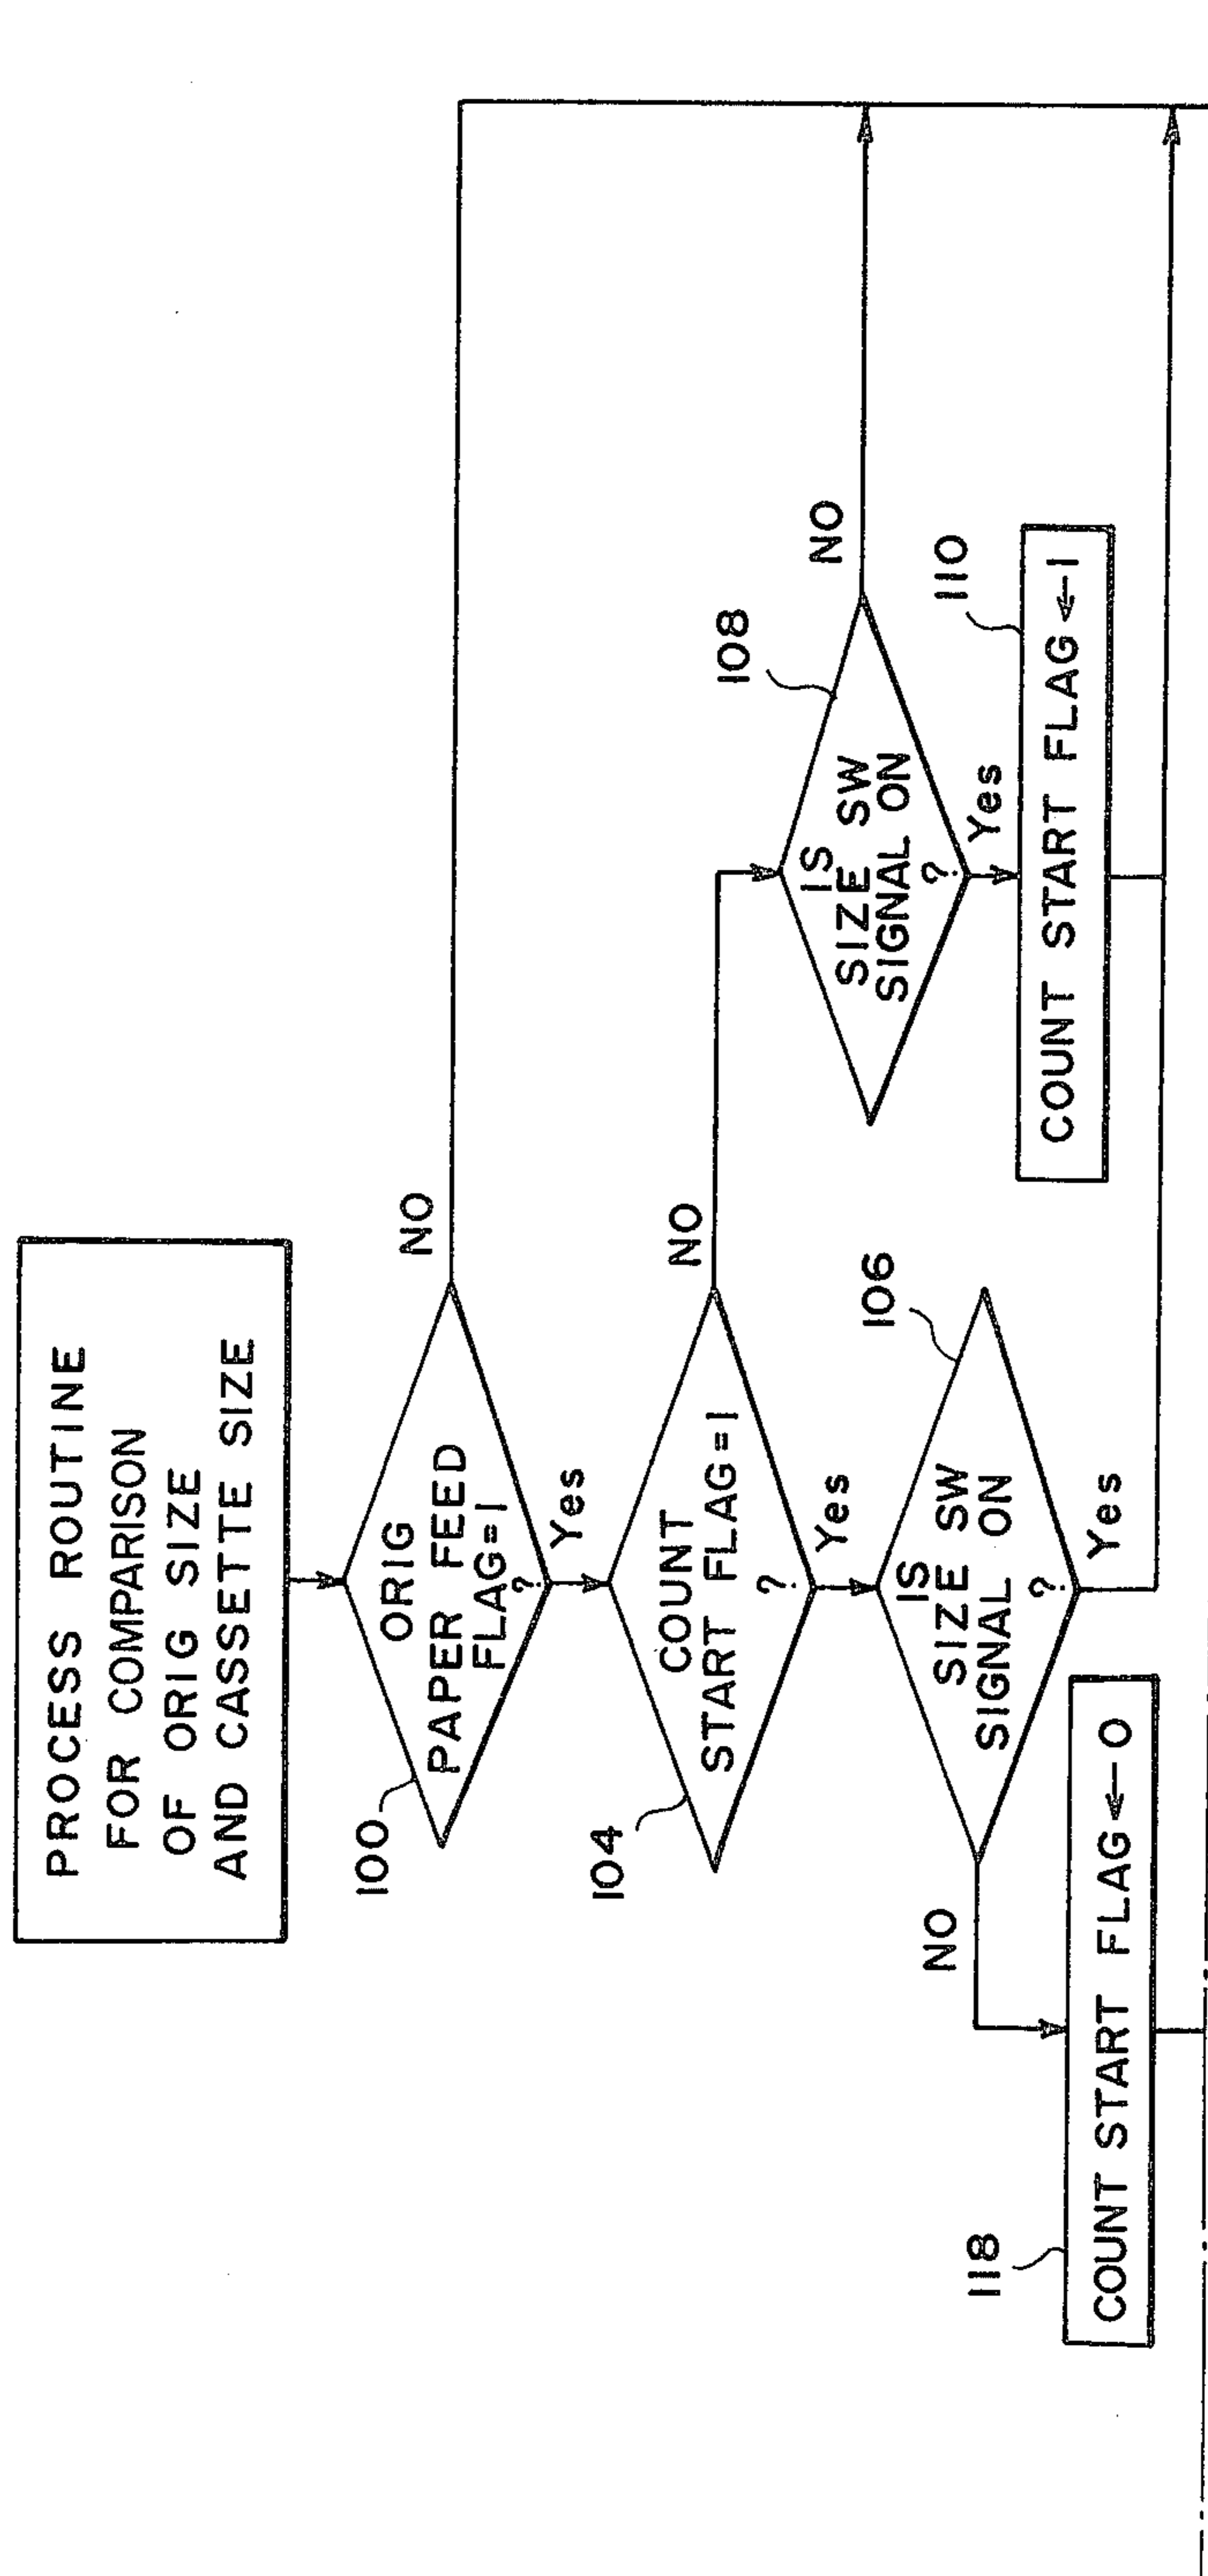 PROCESS ROUTINE
FOR COMPARISON
OF ORIG SIZE
AND CASSETTE SIZE
100
ORIG
PAPER FEED
FLAG=1
?
NO
Yes
104
COUNT
START FLAG=1
?
NO
Yes
108
IS
SIZE SW
SIGNAL ON
?
NO
Yes
106
IS
SIZE SW
SIGNAL ON
?
NO
Yes
110
COUNT START FLAG←1
118
COUNT START FLAG←0